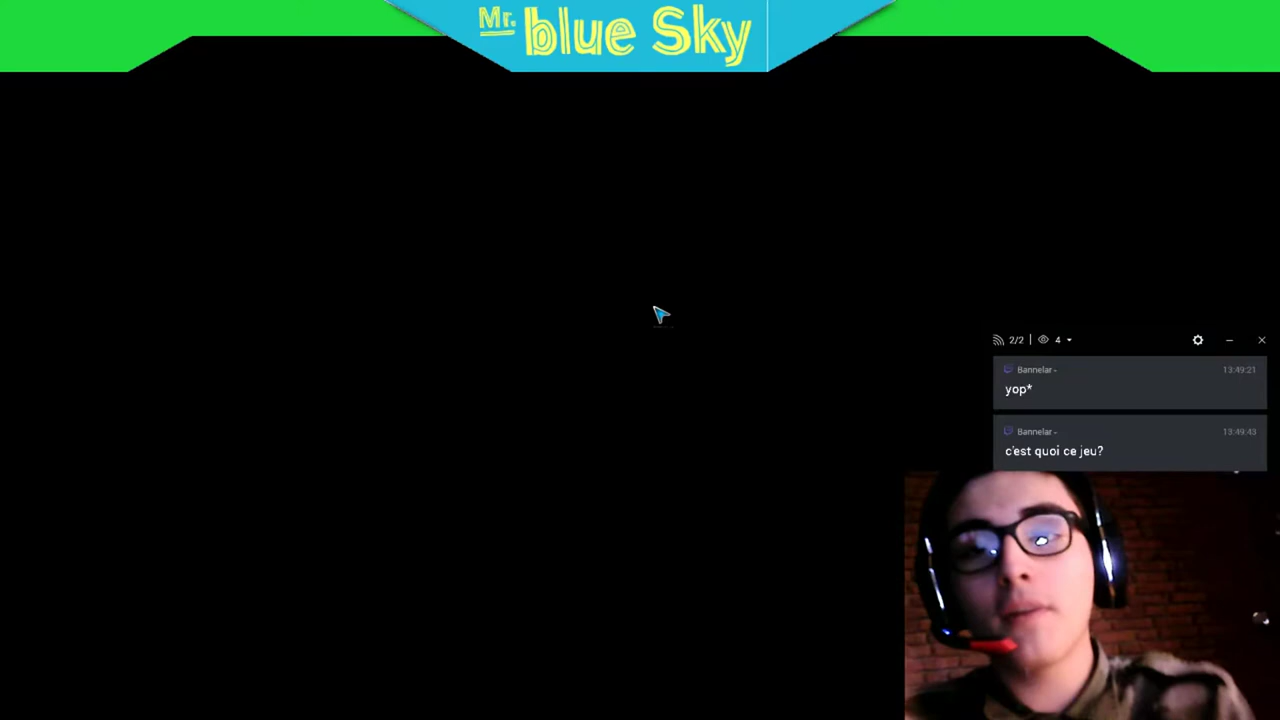 Mr.
blue Sky
2/2 | 4
Bannelar - 13:49:21
yop*
Bannelar - 13:49:43
c'est quoi ce jeu?